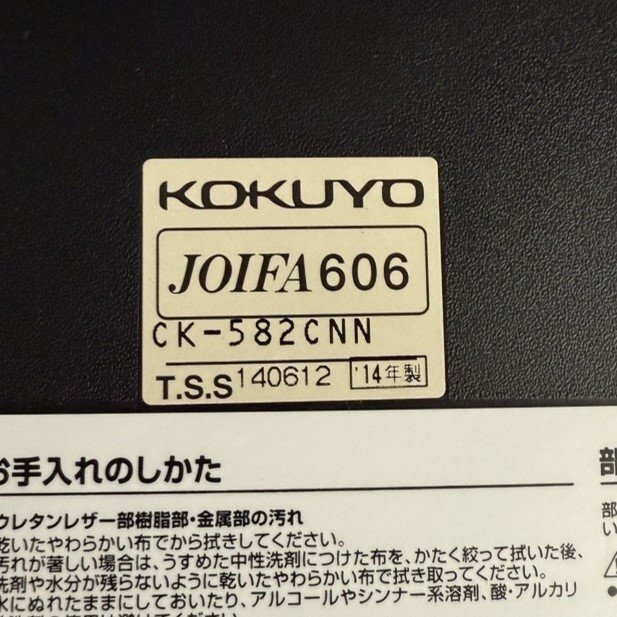 KOKUYO
JOIFA606
CK-582CNN
T.S.S140612 '14年製
お手入れのしかた
部
ウレタンレザー部樹脂部・金属部の汚れ
乾いたやわらかい布でから拭きしてください。
汚れが著しい場合は、うすめた中性洗剤につけた布を、かたく絞って拭いた後、
洗剤や水分が残らないように乾いたやわらかい布で拭き取ってください。
水にぬれたままにしておいたり、アルコールやシンナー系溶剤、酸・アルカリ
部
い